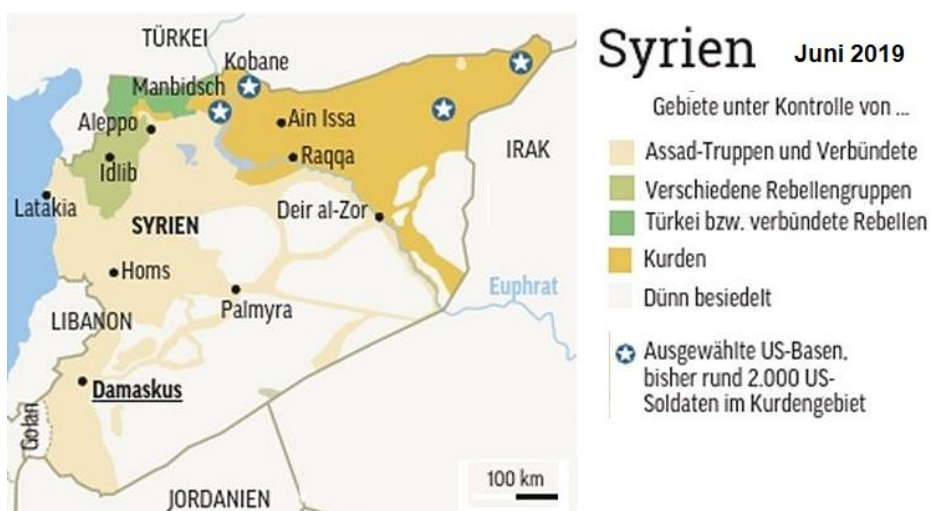 TÜRKEI
Kobane
Manbidsch
Aleppo
Ain Issa
Raqqa
IRAK
Idlib
Latakia
Deir al-Zor
SYRIEN
Homs
Euphrat
Palmyra
LIBANON
Damaskus
Golan
JORDANIEN
100 km
Syrien Juni 2019
Gebiete unter Kontrolle von ...
Assad-Truppen und Verbündete
Verschiedene Rebellengruppen
Türkei bzw. verbündete Rebellen
Kurden
Dünn besiedelt
Ausgewählte US-Basen,
bisher rund 2.000 US-
Soldaten im Kurdengebiet